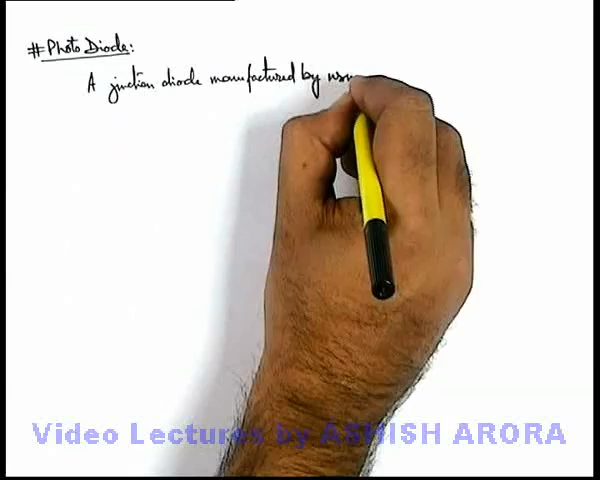 # Photo Diode:
A junction diode manufactured by
Video Lectures by ASHISH ARORA